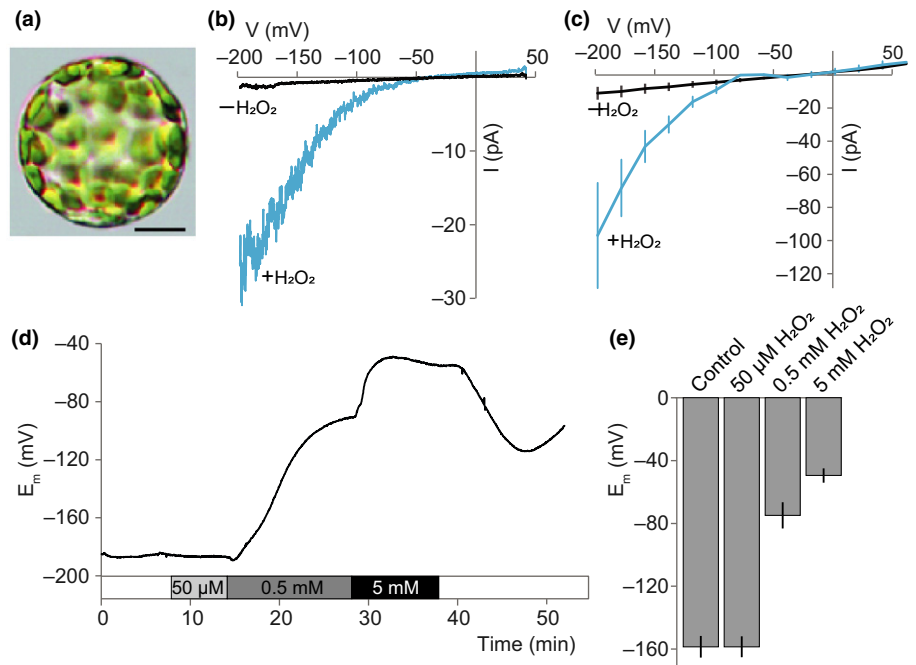 (a)
(b)
V (mV)
−200 −150 −100 −50 50
−H₂O₂
−10
−20
−30
I (pA)
+H₂O₂
(c)
V (mV)
−200 −150 −100 −50 50
−H₂O₂
−20
−40
−60
−80
−100
−120
I (pA)
+H₂O₂
(d)
−40
−80
−120
−160
−200
Eₘ (mV)
50 µM 0.5 mM 5 mM
0 10 20 30 40 50
Time (min)
(e)
Control
50 µM H₂O₂
0.5 mM H₂O₂
5 mM H₂O₂
0
−40
−80
−120
−160
Eₘ (mV)